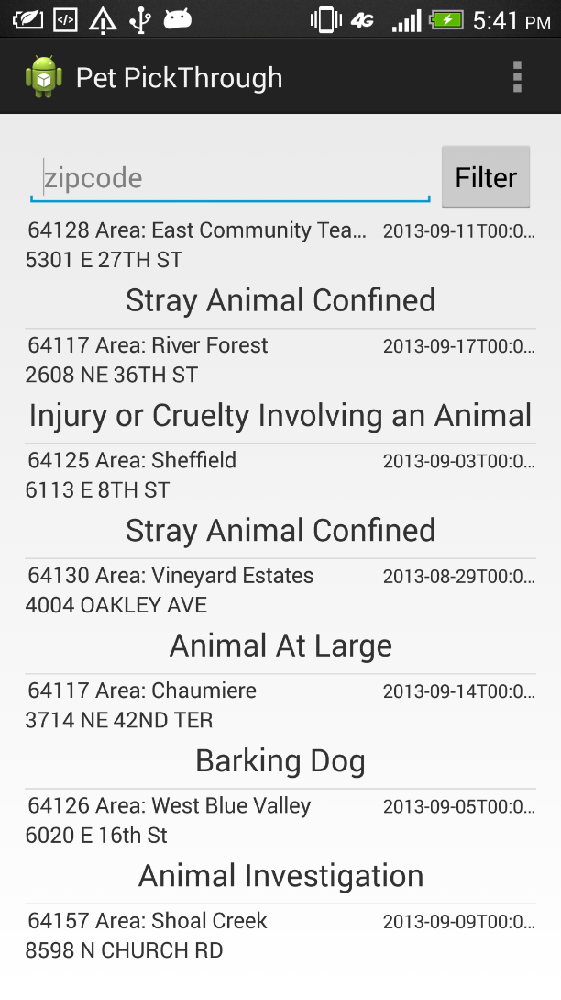 4G 5:41 PM
Pet PickThrough
zipcode Filter
64128 Area: East Community Tea... 2013-09-11T00:0...
5301 E 27TH ST
Stray Animal Confined
64117 Area: River Forest 2013-09-17T00:0...
2608 NE 36TH ST
Injury or Cruelty Involving an Animal
64125 Area: Sheffield 2013-09-03T00:0...
6113 E 8TH ST
Stray Animal Confined
64130 Area: Vineyard Estates 2013-08-29T00:0...
4004 OAKLEY AVE
Animal At Large
64117 Area: Chaumiere 2013-09-14T00:0...
3714 NE 42ND TER
Barking Dog
64126 Area: West Blue Valley 2013-09-05T00:0...
6020 E 16th St
Animal Investigation
64157 Area: Shoal Creek 2013-09-09T00:0...
8598 N CHURCH RD